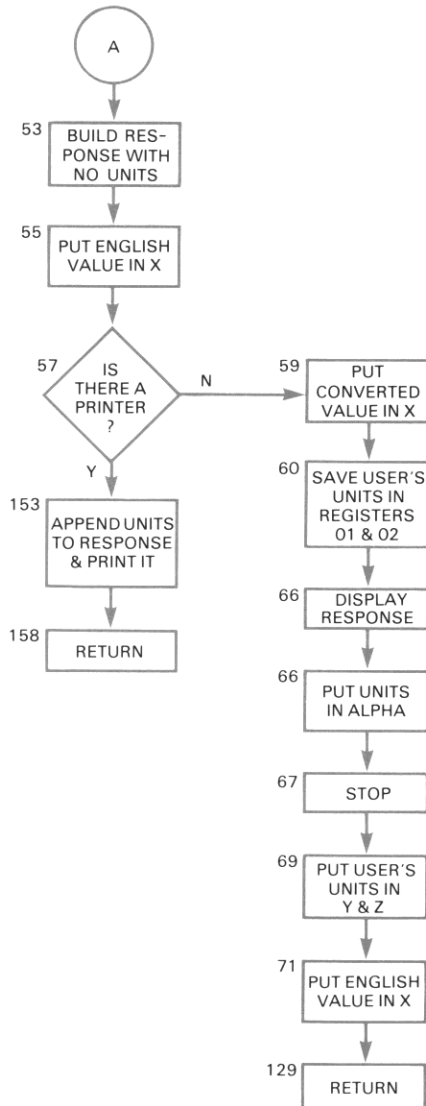 A
53
BUILD RES-
PONSE WITH
NO UNITS
55
PUT ENGLISH
VALUE IN X
57
IS
THERE A
PRINTER
?
N
Y
153
APPEND UNITS
TO RESPONSE
& PRINT IT
158
RETURN
59
PUT
CONVERTED
VALUE IN X
60
SAVE USER'S
UNITS IN
REGISTERS
01 & 02
66
DISPLAY
RESPONSE
66
PUT UNITS
IN ALPHA
67
STOP
69
PUT USER'S
UNITS IN
Y & Z
71
PUT ENGLISH
VALUE IN X
129
RETURN